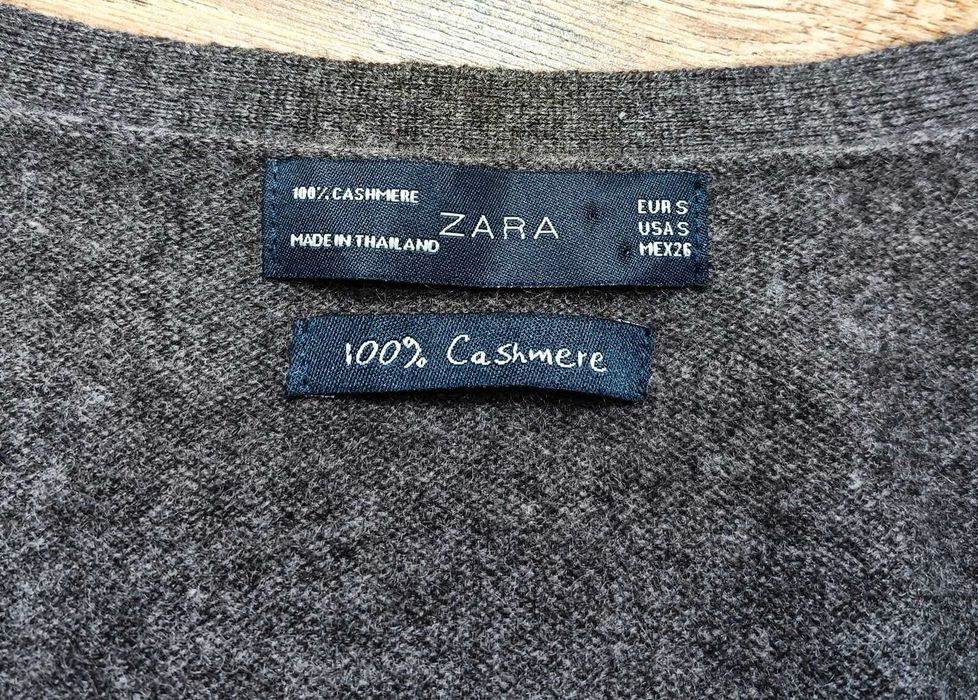 100% CASHMERE
MADE IN THAILAND
ZARA
EUR S
USA S
MEX 26
100% Cashmere